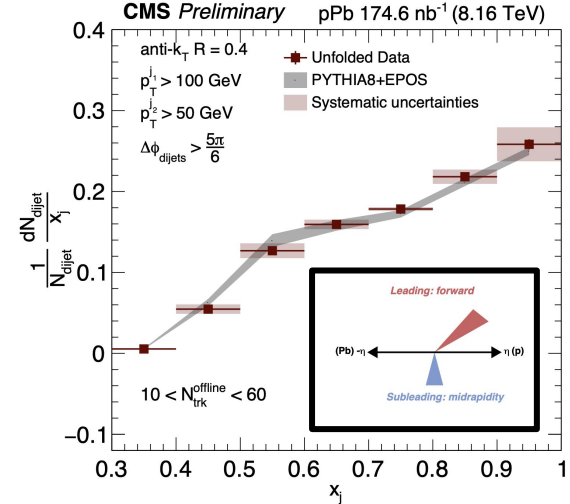 CMS Preliminary pPb 174.6 nb⁻¹ (8.16 TeV)
anti-k_T R = 0.4
p_T^{j_1} > 100 GeV
p_T^{j_2} > 50 GeV
Δϕ_dijets > 5π/6
Unfolded Data
PYTHIA8+EPOS
Systematic uncertainties
1/N_dijet dN_dijet/x_j
0.4
0.3
0.2
0.1
0
−0.1
10 < N_trk^offline < 60
Leading: forward
(Pb) -η
η (p)
Subleading: midrapidity
0.3 0.4 0.5 0.6 0.7 0.8 0.9 1
x_j